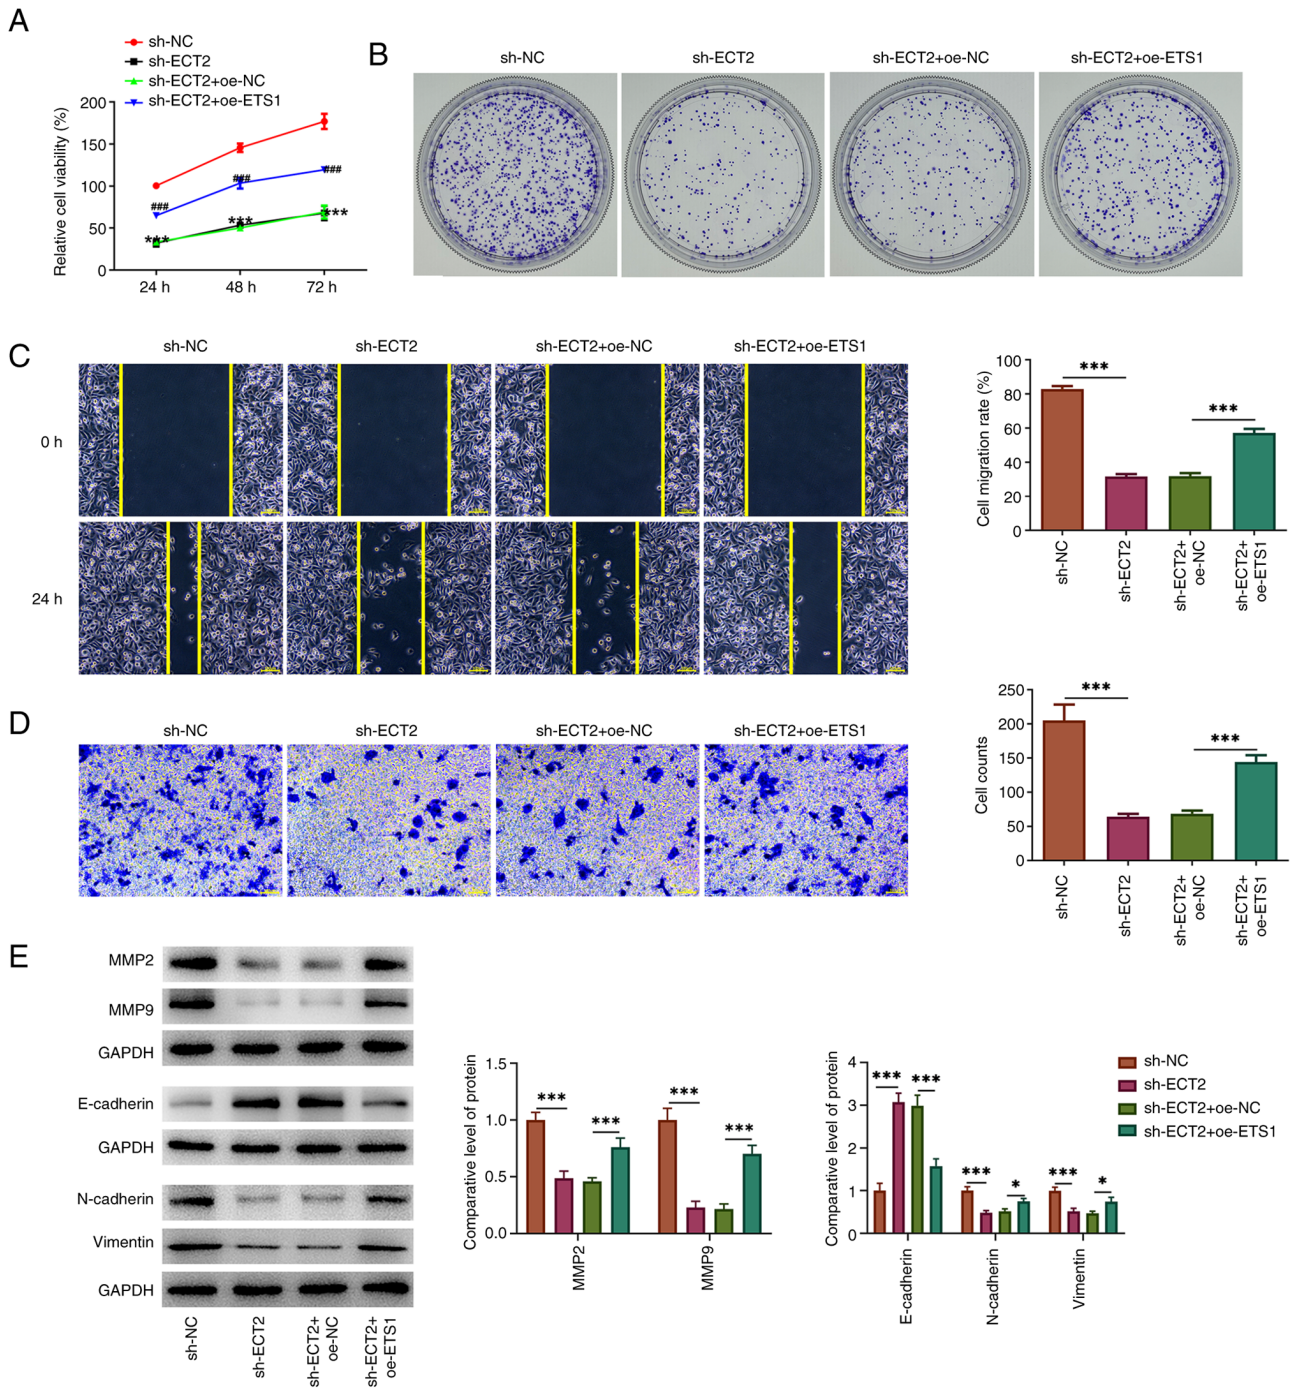 A
sh-NC
sh-ECT2
sh-ECT2+oe-NC
sh-ECT2+oe-ETS1
Relative cell viability (%)
200
150
100
50
0
###
###
###
***
***
***
24 h
48 h
72 h
B
sh-NC
sh-ECT2
sh-ECT2+oe-NC
sh-ECT2+oe-ETS1
C
sh-NC
sh-ECT2
sh-ECT2+oe-NC
sh-ECT2+oe-ETS1
0 h
24 h
Cell migration rate (%)
100
80
60
40
20
0
***
***
sh-NC
sh-ECT2
sh-ECT2+
oe-NC
sh-ECT2+
oe-ETS1
D
sh-NC
sh-ECT2
sh-ECT2+oe-NC
sh-ECT2+oe-ETS1
Cell counts
250
200
150
100
50
0
***
***
sh-NC
sh-ECT2
sh-ECT2+
oe-NC
sh-ECT2+
oe-ETS1
E
MMP2
MMP9
GAPDH
E-cadherin
GAPDH
N-cadherin
Vimentin
GAPDH
sh-NC
sh-ECT2
sh-ECT2+
oe-NC
sh-ECT2+
oe-ETS1
Comparative level of protein
1.5
1.0
0.5
0.0
***
***
***
***
MMP2
MMP9
Comparative level of protein
4
3
2
1
0
***
***
***
*
***
*
E-cadherin
N-cadherin
Vimentin
sh-NC
sh-ECT2
sh-ECT2+oe-NC
sh-ECT2+oe-ETS1